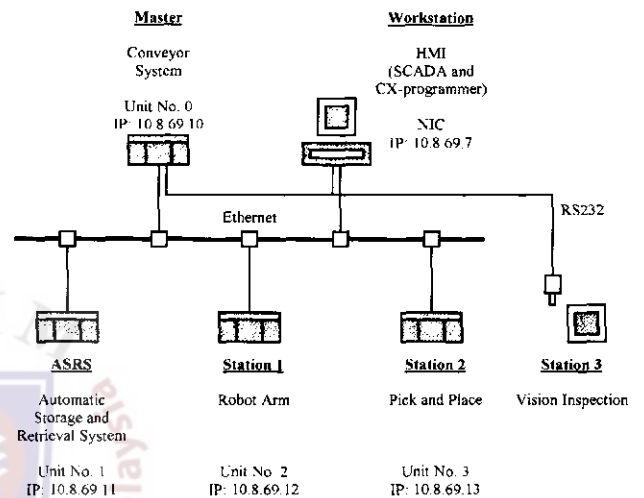 Master
Conveyor
System
Unit No. 0
IP: 10.8.69.10
Workstation
HMI
(SCADA and
CX-programmer)
NIC
IP: 10.8.69.7
Ethernet
RS232
ASRS
Automatic
Storage and
Retrieval System
Unit No. 1
IP: 10.8.69.11
Station 1
Robot Arm
Unit No. 2
IP: 10.8.69.12
Station 2
Pick and Place
Unit No. 3
IP: 10.8.69.13
Station 3
Vision Inspection